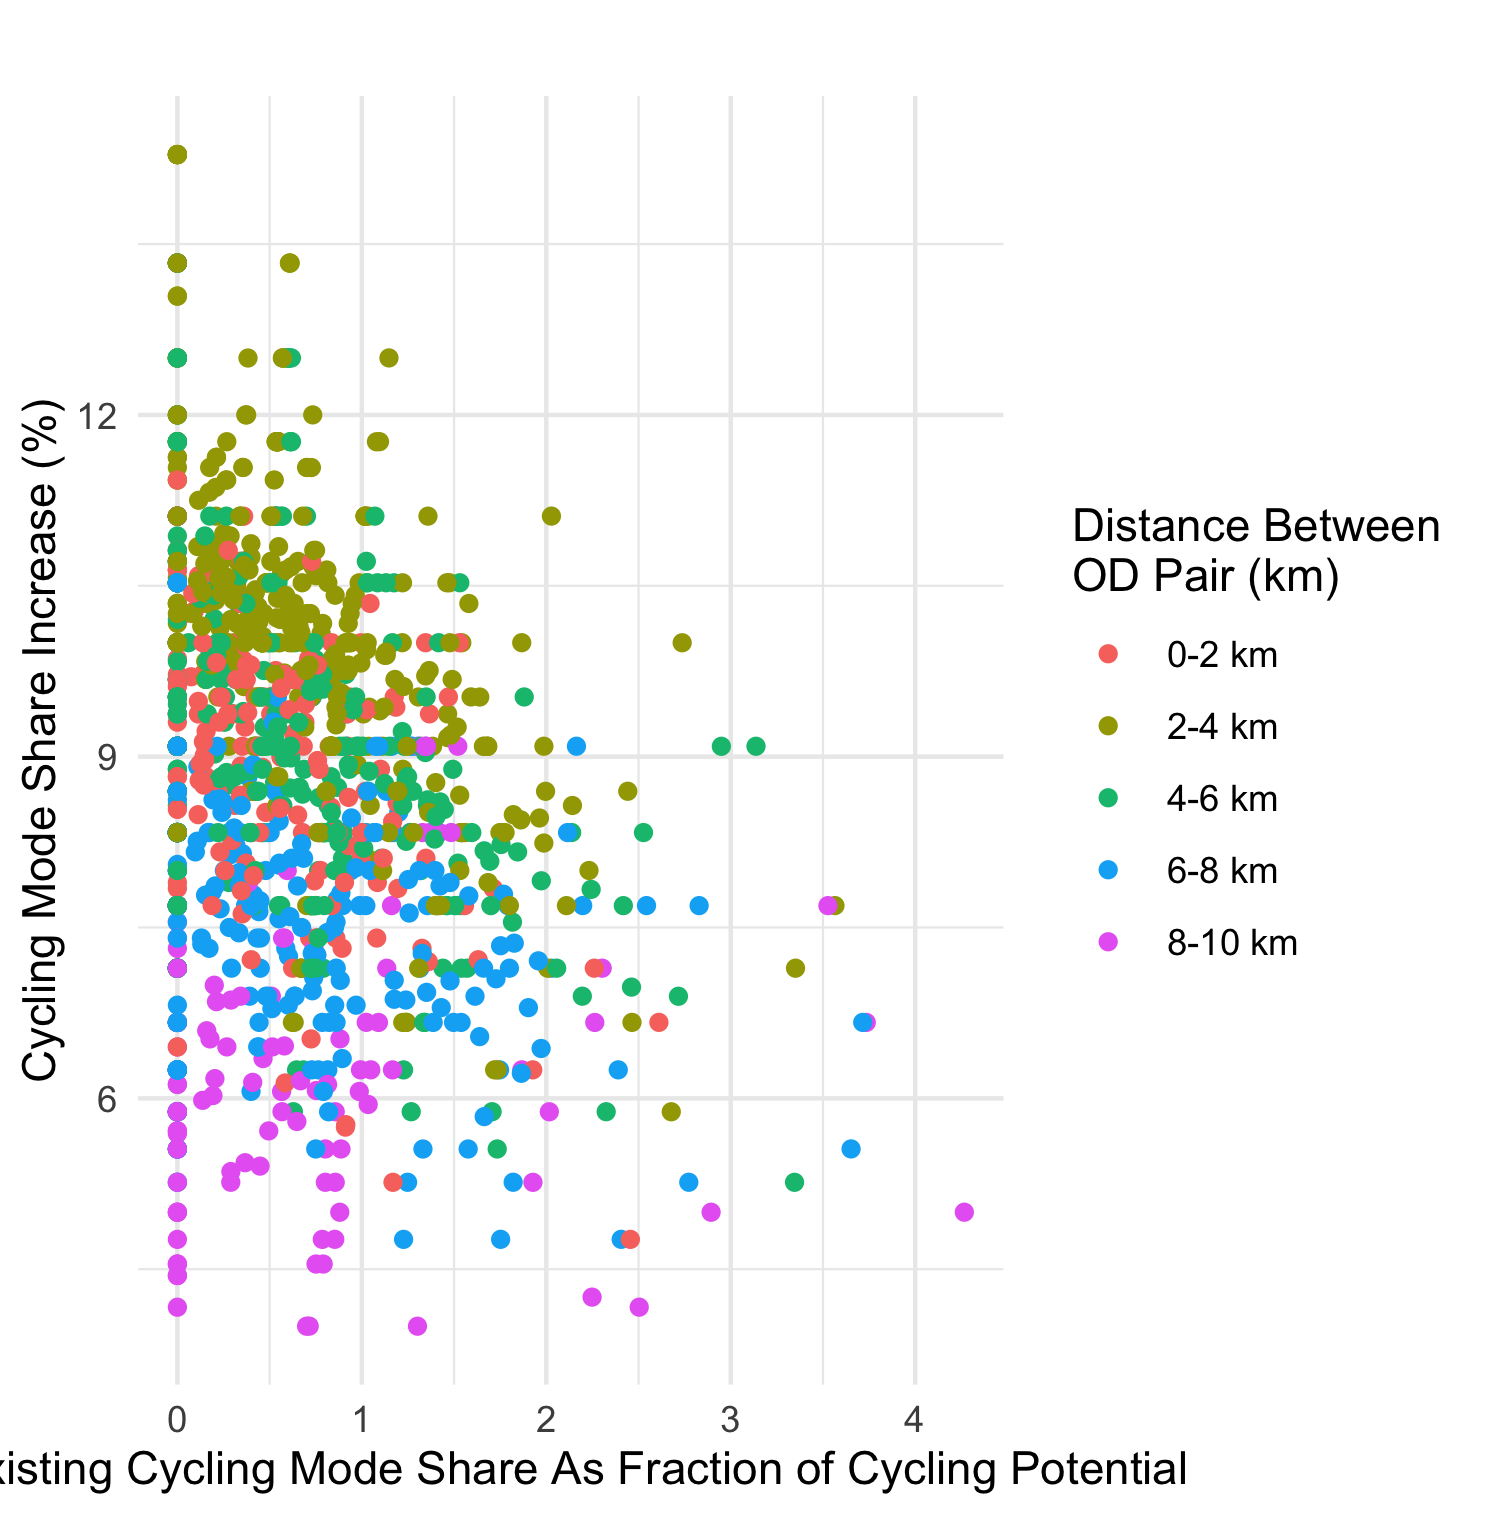 12
9
6
Cycling Mode Share Increase (%)
0 1 2 3 4
xisting Cycling Mode Share As Fraction of Cycling Potential
Distance Between
OD Pair (km)
0-2 km
2-4 km
4-6 km
6-8 km
8-10 km